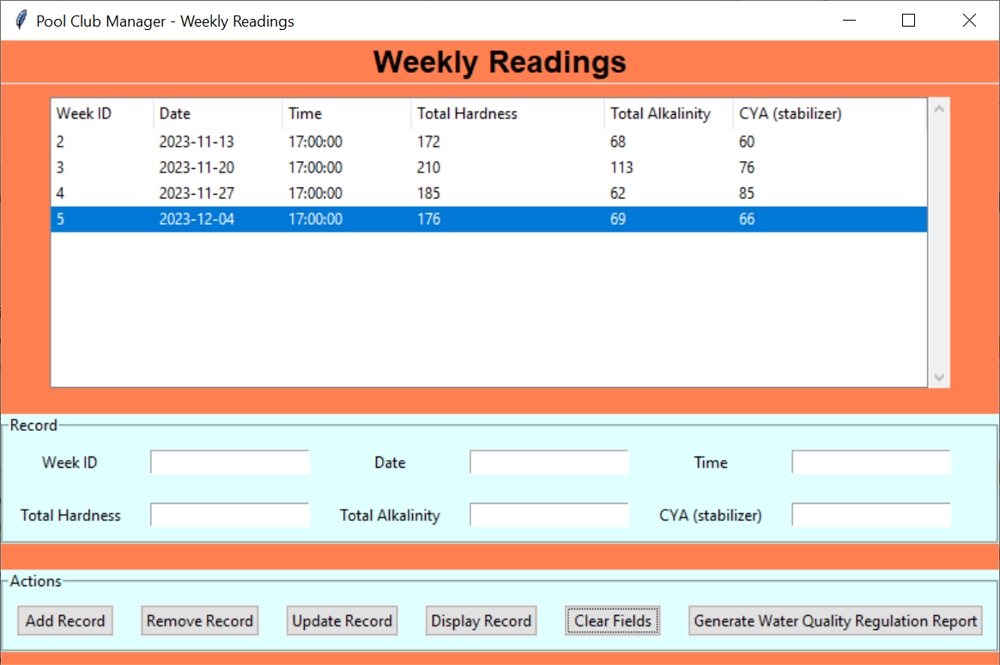 Pool Club Manager - Weekly Readings
Weekly Readings
Week ID Date Time Total Hardness Total Alkalinity CYA (stabilizer)
2 2023-11-13 17:00:00 172 68 60
3 2023-11-20 17:00:00 210 113 76
4 2023-11-27 17:00:00 185 62 85
5 2023-12-04 17:00:00 176 69 66
Record
Week ID Date Time
Total Hardness Total Alkalinity CYA (stabilizer)
Actions
Add Record Remove Record Update Record Display Record Clear Fields Generate Water Quality Regulation Report